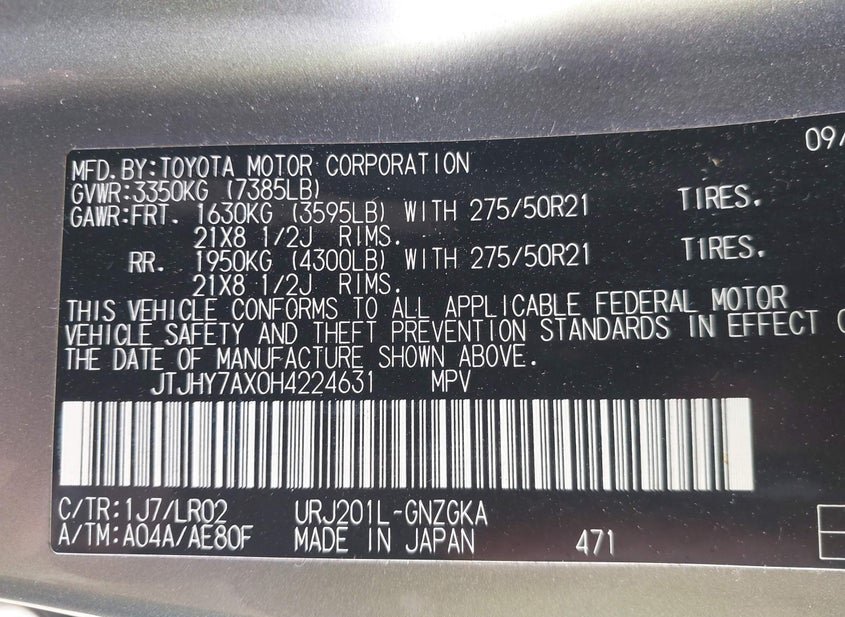 09/
MFD.BY:TOYOTA MOTOR CORPORATION
GVWR:3350KG (7385LB)
GAWR:FRT. 1630KG (3595LB) WITH 275/50R21 TIRES.
21X8 1/2J RIMS.
RR. 1950KG (4300LB) WITH 275/50R21 TIRES.
21X8 1/2J RIMS.
THIS VEHICLE CONFORMS TO ALL APPLICABLE FEDERAL MOTOR
VEHICLE SAFETY AND THEFT PREVENTION STANDARDS IN EFFECT
THE DATE OF MANUFACTURE SHOWN ABOVE.
JTJHY7AX0H4224631 MPV
C/TR:1J7/LR02 URJ201L-GNZGKA
A/TM:A04A/AE80F MADE IN JAPAN 471